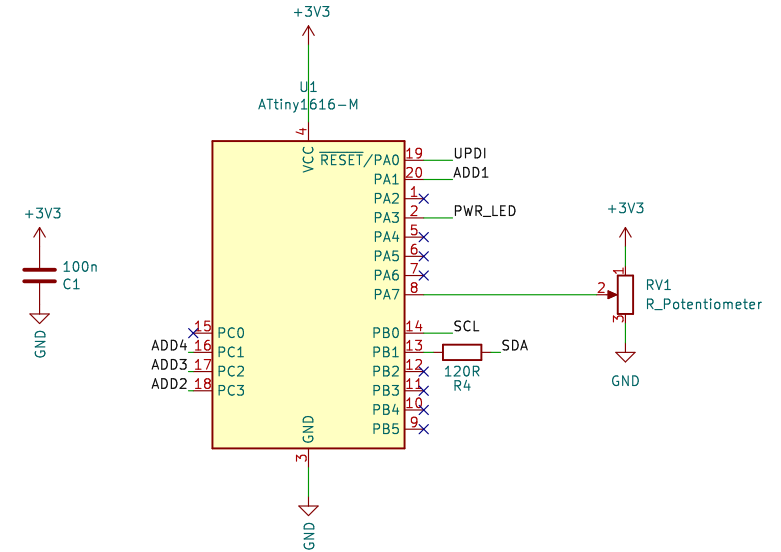 +3V3
U1
ATtiny1616-M
4
VCC
RESET/PA0
19
UPDI
PA1
20
ADD1
PA2
1
PA3
2
PWR_LED
PA4
5
PA5
6
PA6
7
PA7
8
+3V3
100n
C1
GND
+3V3
1
2
3
RV1
R_Potentiometer
GND
15
PC0
ADD4
16
PC1
ADD3
17
PC2
ADD2
18
PC3
PB0
14
SCL
PB1
13
SDA
120R
R4
PB2
12
PB3
11
PB4
10
PB5
9
GND
3
GND